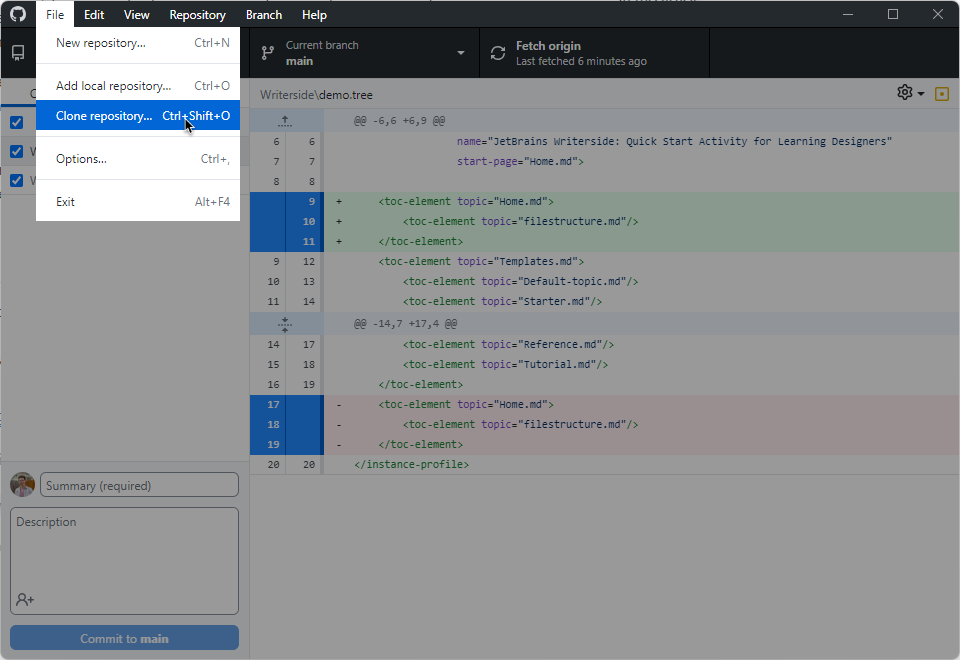 File Edit View Repository Branch Help
New repository... Ctrl+N
Add local repository... Ctrl+O
Clone repository... Ctrl+Shift+O
Options... Ctrl+,
Exit Alt+F4
Current branch
main
Fetch origin
Last fetched 6 minutes ago
Writerside\demo.tree
@@ -6,6 +6,9 @@
6 6 name="JetBrains Writerside: Quick Start Activity for Learning Designers"
7 7 start-page="Home.md">
8 8
9 + <toc-element topic="Home.md">
10 + <toc-element topic="filestructure.md"/>
11 + </toc-element>
9 12 <toc-element topic="Templates.md">
10 13 <toc-element topic="Default-topic.md"/>
11 14 <toc-element topic="Starter.md"/>
@@ -14,7 +17,4 @@
14 17 <toc-element topic="Reference.md"/>
15 18 <toc-element topic="Tutorial.md"/>
16 19 </toc-element>
17 - <toc-element topic="Home.md">
18 - <toc-element topic="filestructure.md"/>
19 - </toc-element>
20 20 </instance-profile>
Summary (required)
Description
Commit to main